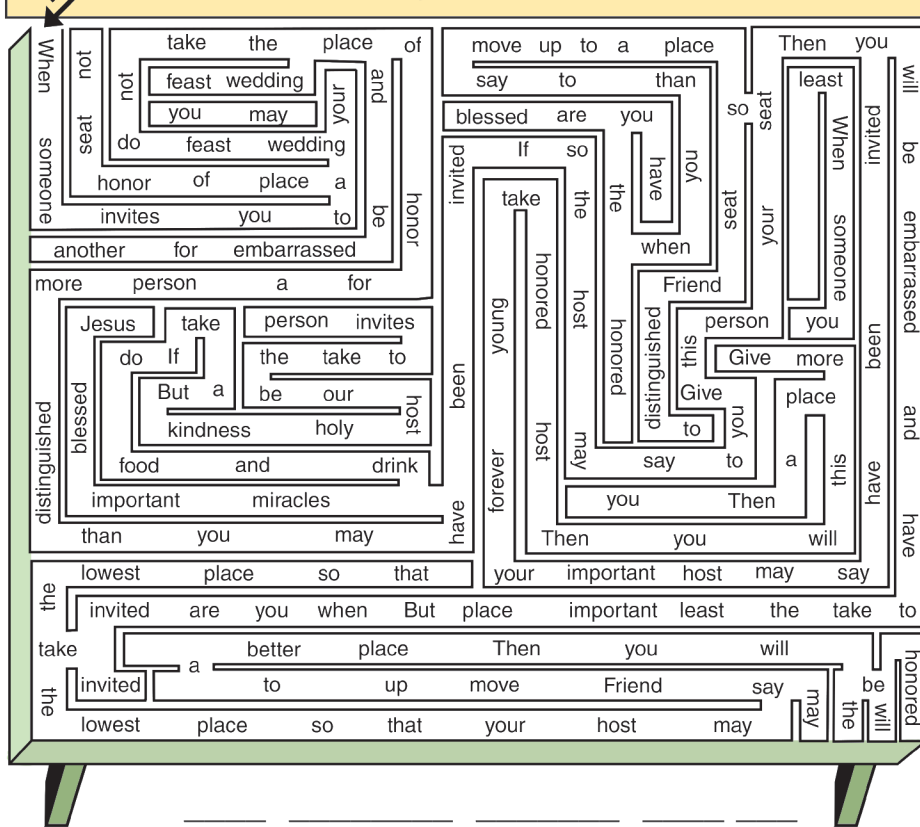 When someone invites you to
not seat honor of place a
not do feast wedding
take the place of
feast wedding
you may your
and be
honor
another for embarrassed
more person a for
Jesus
blessed
take
do If
But a
person invites
the take to
be our host
kindness holy
food and drink
important miracles
distinguished
than you may have been invited
move up to a place
say to than
blessed are you
have you when
If so
the host may
the honored
Friend
distinguished
seat so seat
your person
this Give to you
say to
take
young forever
honored host
Then you
least
When someone you
invited been have
will be embarrassed and have
Give more
place
a this
you Then
Then you will
lowest place so that
your important host may say
the
invited are you when But place important least the take to
take
a better place Then you will
invited
to up move Friend say
may the be will honored
the
lowest place so that your host may